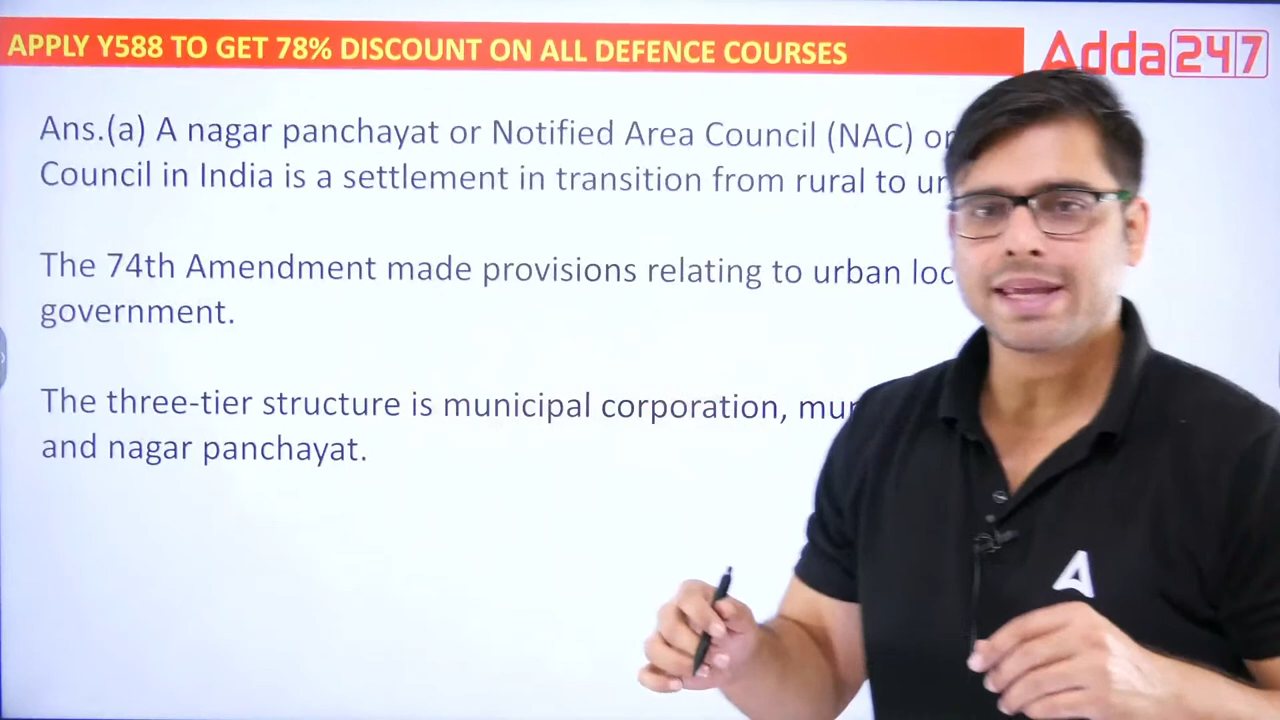 APPLY Y588 TO GET 78% DISCOUNT ON ALL DEFENCE COURSES
Adda247
Ans.(a) A nagar panchayat or Notified Area Council (NAC) or
Council in India is a settlement in transition from rural to
The 74th Amendment made provisions relating to urban
government.
The three-tier structure is municipal corporation,
and nagar panchayat.